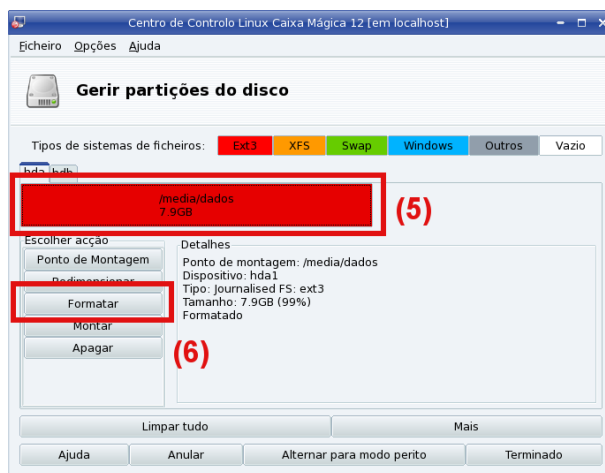 Centro de Controlo Linux Caixa Mágica 12 [em localhost]
Ficheiro Opções Ajuda
Gerir partições do disco
Tipos de sistemas de ficheiros: Ext3 XFS Swap Windows Outros Vazio
hda hdb
/media/dados
7.9GB
(5)
Escolher acção
Ponto de Montagem
Redimensionar
Formatar
Montar
Apagar
(6)
Detalhes
Ponto de montagem: /media/dados
Dispositivo: hda1
Tipo: Journalised FS: ext3
Tamanho: 7.9GB (99%)
Formatado
Limpar tudo Mais
Ajuda Anular Alternar para modo perito Terminado